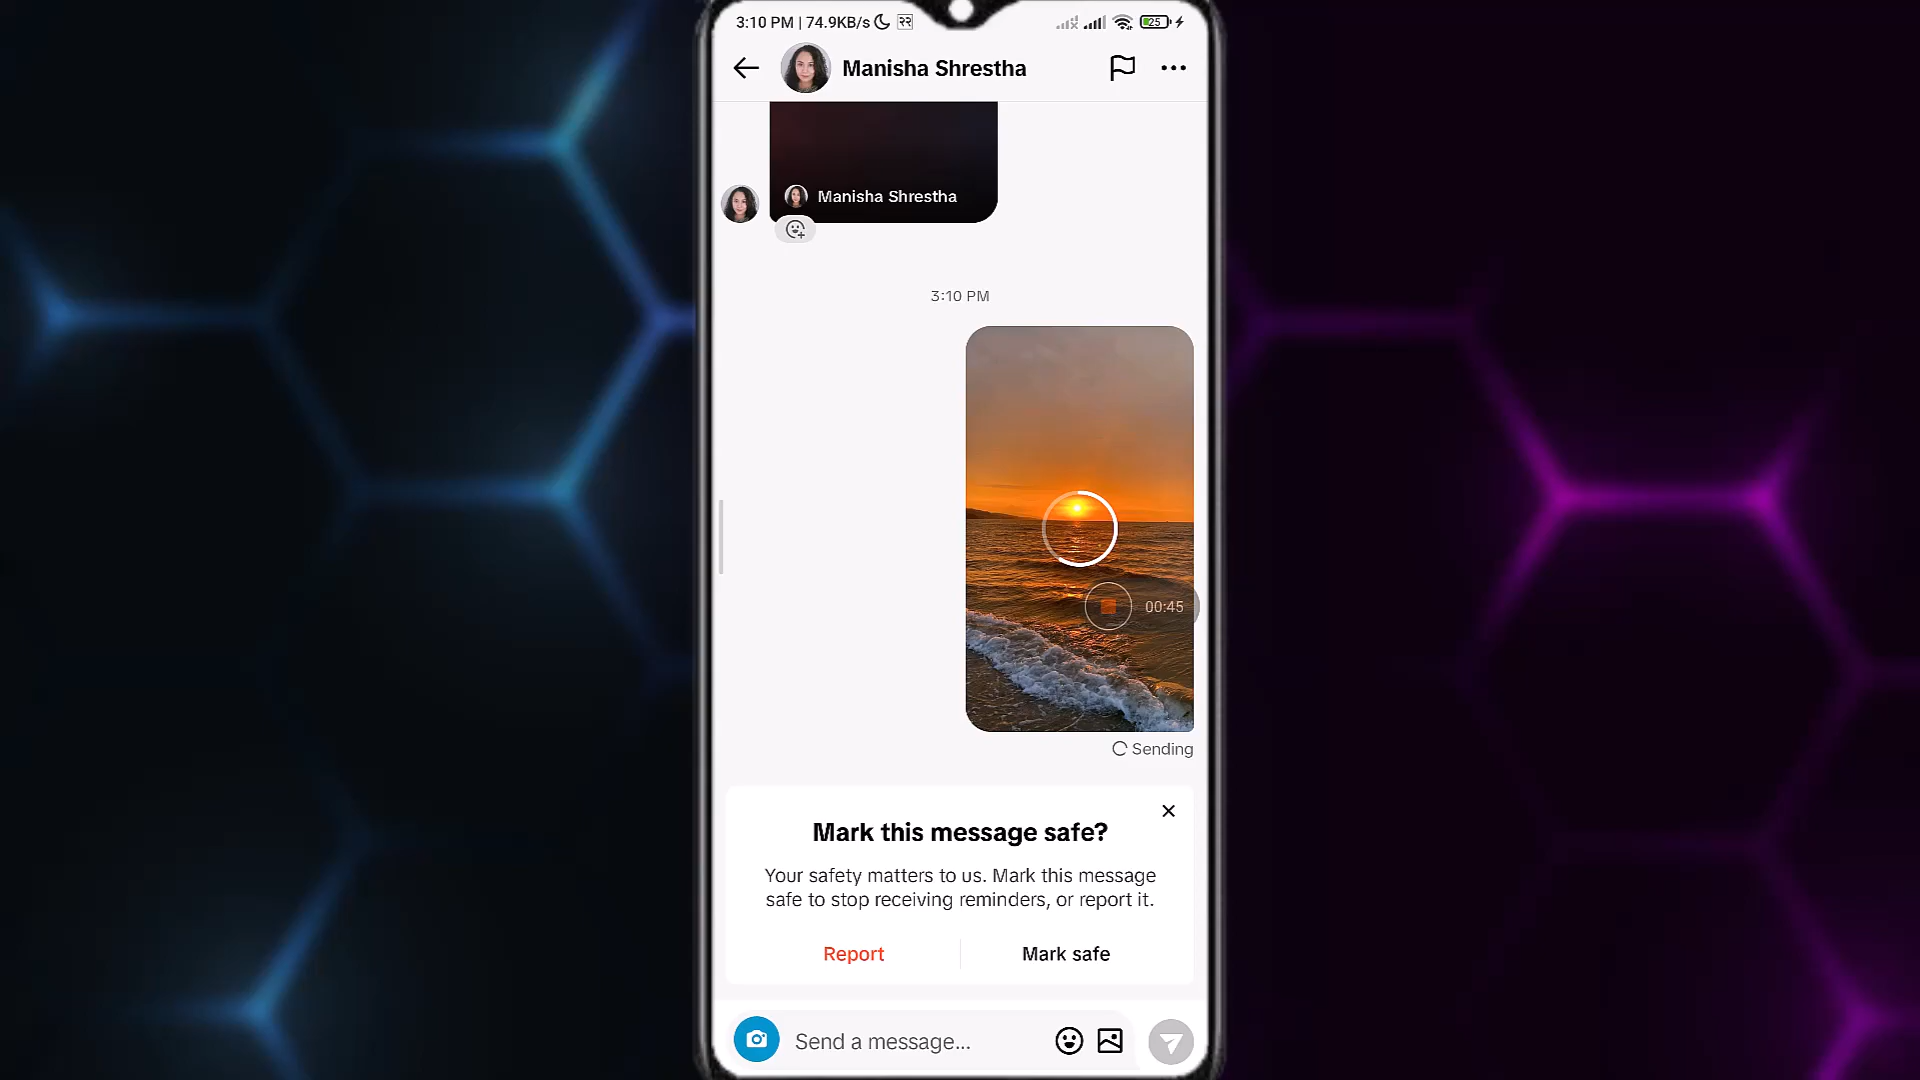 3:10 PM | 74.9KB/s
25
Manisha Shrestha
Manisha Shrestha
3:10 PM
00:45
Sending
Mark this message safe?
Your safety matters to us. Mark this message
safe to stop receiving reminders, or report it.
Report
Mark safe
Send a message...